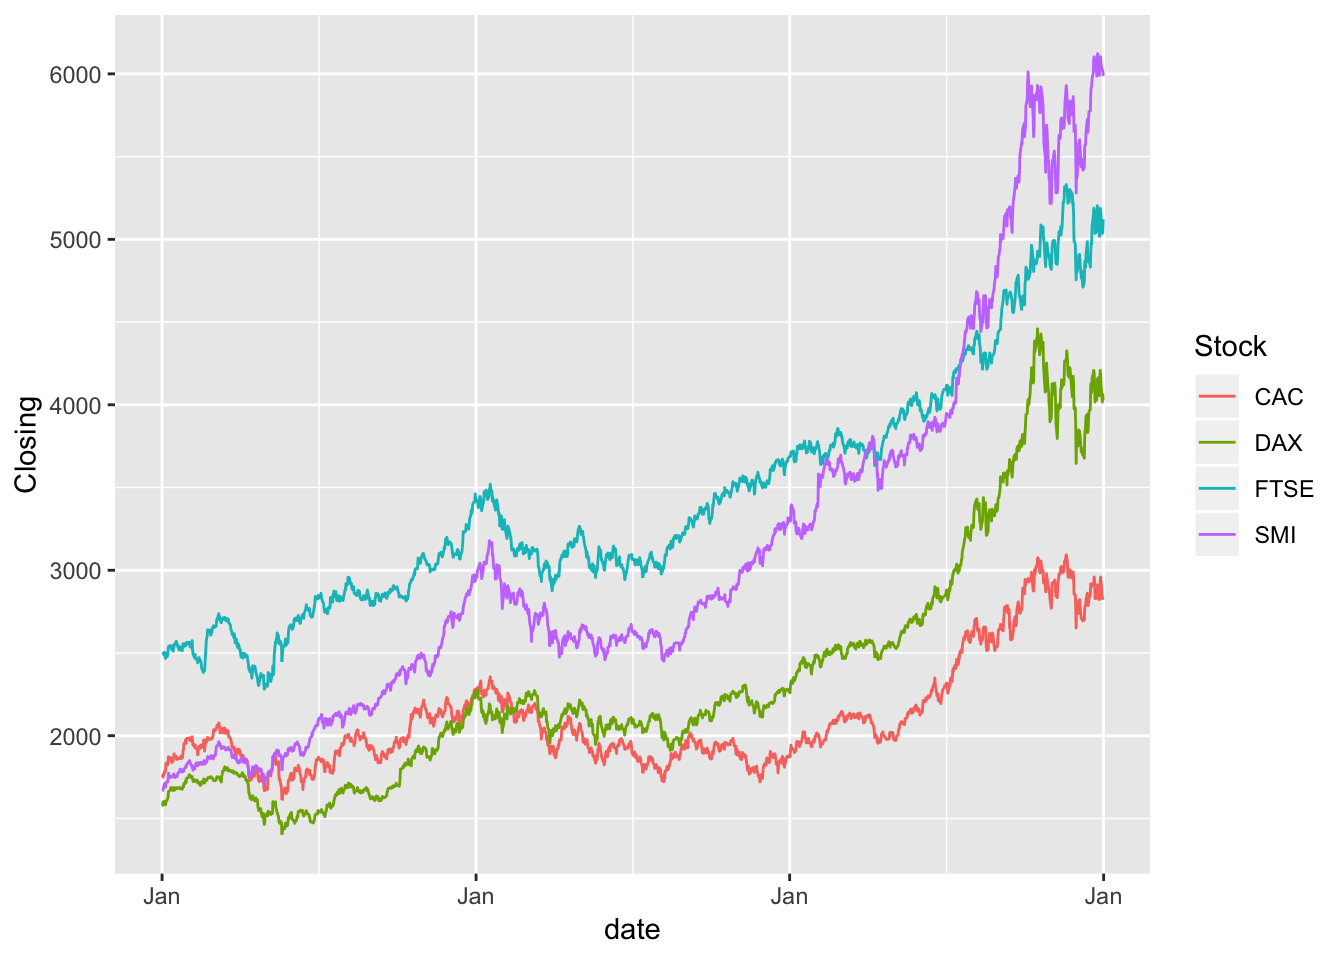 6000
5000
4000
3000
2000
Closing
Jan Jan Jan Jan
date
Stock
CAC
DAX
FTSE
SMI